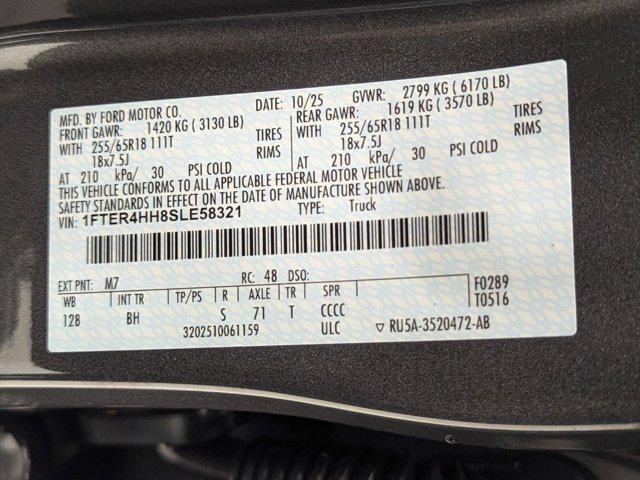 MFD. BY FORD MOTOR CO. DATE: 10/25 GVWR: 2799 KG ( 6170 LB)
FRONT GAWR: 1420 KG ( 3130 LB) REAR GAWR: 1619 KG ( 3570 LB)
WITH 255/65R18 111T TIRES WITH 255/65R18 111T TIRES
18x7.5J RIMS 18x7.5J RIMS
AT 210 kPa/ 30 PSI COLD AT 210 kPa/ 30 PSI COLD
THIS VEHICLE CONFORMS TO ALL APPLICABLE FEDERAL MOTOR VEHICLE
SAFETY STANDARDS IN EFFECT ON THE DATE OF MANUFACTURE SHOWN ABOVE.
VIN: 1FTER4HH8SLE58321 TYPE: Truck
EXT PNT: M7 RC: 48 DSO: F0289
WB INT TR TP/PS R AXLE TR SPR T0516
128 BH S 71 T CCCC
3202510061159 ULC ▽ RU5A-3520472-AB